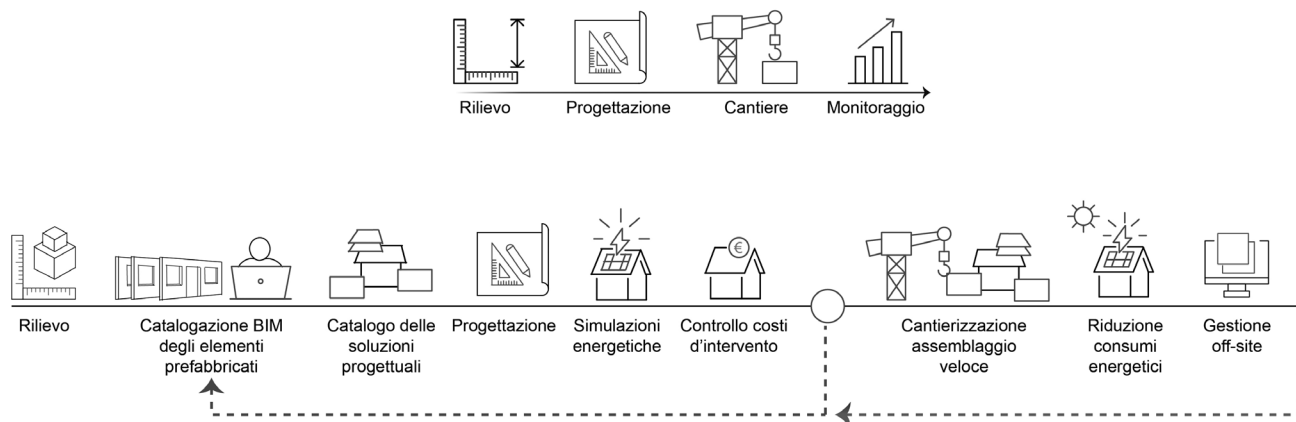 Rilievo
Progettazione
Cantiere
Monitoraggio
€
Rilievo
Catalogazione BIM
degli elementi
prefabbricati
Catalogo delle
soluzioni
progettuali
Progettazione
Simulazioni
energetiche
Controllo costi
d’intervento
Cantierizzazione
assemblaggio
veloce
Riduzione
consumi
energetici
Gestione
off-site